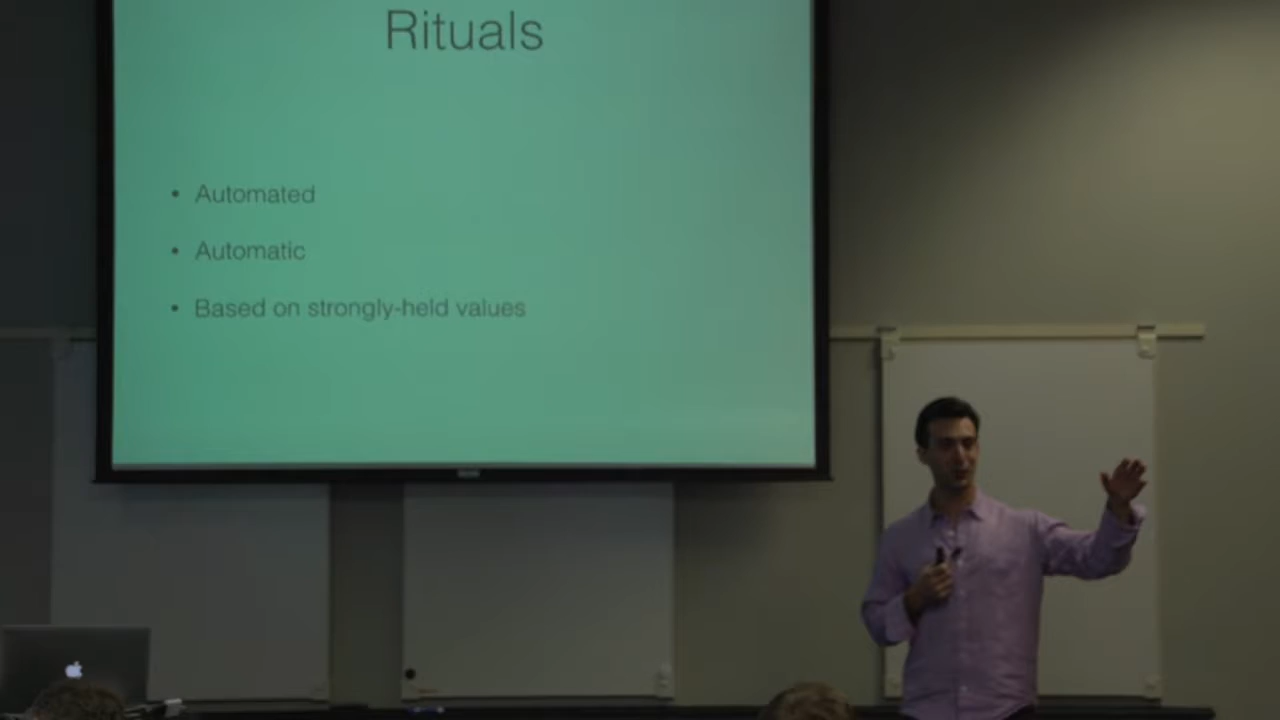 Rituals
• Automated
• Automatic
• Based on strongly-held values